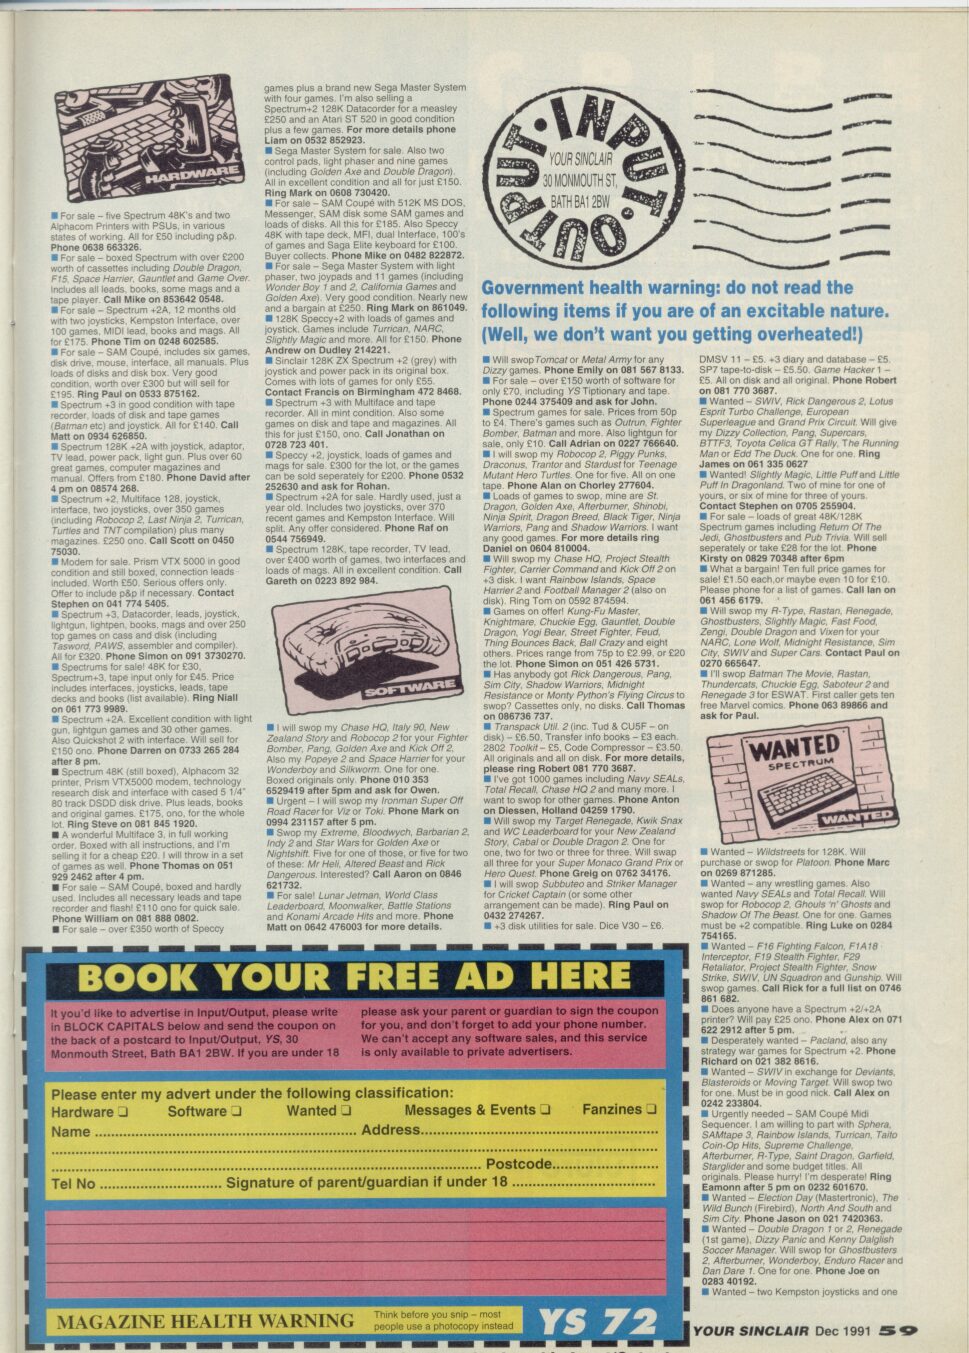 HARDWARE
■ For sale – five Spectrum 48K's and two
Alphacom Printers with PSUs, in various
states of working. All for £50 including p&p.
Phone 0638 663326.
■ For sale – boxed Spectrum with over £200
worth of cassettes including Double Dragon,
F15, Space Harrier, Gauntlet and Game Over.
Includes all leads, books, some mags and a
tape player. Call Mike on 853642 0548.
■ For sale – Spectrum +2A, 12 months old
with two joysticks, Kempston Interface, over
100 games, MIDI lead, books and mags. All
for £175. Phone Tim on 0248 602585.
■ For sale – SAM Coupé, includes six games,
disk drive, mouse, interface, all manuals. Plus
loads of disks and disk box. Very good
condition, worth over £300 but will sell for
£195. Ring Paul on 0533 875162.
■ Spectrum +3 in good condition with tape
recorder, loads of disk and tape games
(Batman etc) and joystick. All for £140. Call
Matt on 0934 626850.
■ Spectrum 128K +2A with joystick, adaptor,
TV lead, power pack, light gun. Plus over 60
great games, computer magazines and
manual. Offers from £180. Phone David after
4 pm on 08574 268.
■ Spectrum +2, Multiface 128, joystick,
interface, two joysticks, over 350 games
(including Robocop 2, Last Ninja 2, Turrican,
Turtles and TNT compilation) plus many
magazines. £250 ono. Call Scott on 0450
75030.
■ Modem for sale. Prism VTX 5000 in good
condition and still boxed, connection leads
included. Worth £50. Serious offers only.
Offer to include p&p if necessary. Contact
Stephen on 041 774 5405.
■ Spectrum +3, Datacorder, leads, joystick,
lightgun, lightpen, books, mags and over 250
top games on cass and disk (including
Tasword, PAWS, assembler and compiler).
All for £320. Phone Simon on 091 3730270.
■ Spectrums for sale! 48K for £30,
Spectrum+3, tape input only for £45. Price
includes interfaces, joysticks, leads, tape
decks and books (list available). Ring Niall
on 061 773 9989.
■ Spectrum +2A. Excellent condition with light
gun, lightgun games and 30 other games.
Also Quickshot 2 with interface. Will sell for
£150 ono. Phone Darren on 0733 265 284
after 8 pm.
■ Spectrum 48K (still boxed), Alphacom 32
printer, Prism VTX5000 modem, technology
research disk and interface with cased 5 1/4"
80 track DSDD disk drive. Plus leads, books
and original games. £175, ono, for the whole
lot. Ring Steve on 081 845 1920.
■ A wonderful Multiface 3, in full working
order. Boxed with all instructions, and I'm
selling it for a cheap £20. I will throw in a set
of games as well. Phone Thomas on 051
929 2462 after 4 pm.
■ For sale – SAM Coupé, boxed and hardly
used. Includes all necessary leads and tape
recorder and flash! £110 ono for quick sale.
Phone William on 081 888 0802.
■ For sale – over £350 worth of Speccy
games plus a brand new Sega Master System
with four games. I'm also selling a
Spectrum+2 128K Datacorder for a measley
£250 and an Atari ST 520 in good condition
plus a few games. For more details phone
Liam on 0532 852923.
■ Sega Master System for sale. Also two
control pads, light phaser and nine games
(including Golden Axe and Double Dragon).
All in excellent condition and all for just £150.
Ring Mark on 0608 730420.
■ For sale – SAM Coupé with 512K MS DOS,
Messenger, SAM disk some SAM games and
loads of disks. All this for £185. Also Speccy
48K with tape deck, MFI, dual Interface, 100's
of games and Saga Elite keyboard for £100.
Buyer collects. Phone Mike on 0482 822872.
■ For sale – Sega Master System with light
phaser, two joypads and 11 games (including
Wonder Boy 1 and 2, California Games and
Golden Axe). Very good condition. Nearly new
and a bargain at £250. Ring Mark on 861049.
■ 128K Speccy+2 with loads of games and
joystick. Games include Turrican, NARC,
Slightly Magic and more. All for £150. Phone
Andrew on Dudley 214221.
■ Sinclair 128K ZX Spectrum +2 (grey) with
joystick and power pack in its original box.
Comes with lots of games for only £55.
Contact Francis on Birmingham 472 8468.
■ Spectrum +3 with Multiface and tape
recorder. All in mint condition. Also some
games on disk and tape and magazines. All
this for just £150, ono. Call Jonathan on
0728 723 401.
■ Speccy +2, joystick, loads of games and
mags for sale. £300 for the lot, or the games
can be sold seperately for £200. Phone 0532
252630 and ask for Rohan.
■ Spectrum +2A for sale. Hardly used, just a
year old. Includes two joysticks, over 370
recent games and Kempston Interface. Will
split. Any offer considered. Phone Raf on
0544 756949.
■ Spectrum 128K, tape recorder, TV lead,
over £400 worth of games, two interfaces and
loads of mags. All in excellent condition. Call
Gareth on 0223 892 984.
SOFTWARE
■ I will swop my Chase HQ, Italy 90, New
Zealand Story and Robocop 2 for your Fighter
Bomber, Pang, Golden Axe and Kick Off 2,
Also my Popeye 2 and Space Harrier for your
Wonderboy and Silkworm. One for one.
Boxed originals only. Phone 010 353
6529419 after 5pm and ask for Owen.
■ Urgent – I will swop my Ironman Super Off
Road Racer for Viz or Toki. Phone Mark on
0994 231157 after 5 pm.
■ Swop my Extreme, Bloodwych, Barbarian 2,
Indy 2 and Star Wars for Golden Axe or
Nightshift. Five for one of those, or five for two
of these: Mr Heli, Altered Beast and Rick
Dangerous. Interested? Call Aaron on 0846
621732.
■ For sale! Lunar Jetman, World Class
Leaderboard, Moonwalker, Battle Stations
and Konami Arcade Hits and more. Phone
Matt on 0642 476003 for more details.
INPUT·OUTPUT·
YOUR SINCLAIR
30 MONMOUTH ST,
BATH BA1 2BW
Government health warning: do not read the
following items if you are of an excitable nature.
(Well, we don't want you getting overheated!)
■ Will swop Tomcat or Metal Army for any
Dizzy games. Phone Emily on 081 567 8133.
■ For sale – over £150 worth of software for
only £70, including YS Tiptionary and tape.
Phone 0244 375409 and ask for John.
■ Spectrum games for sale. Prices from 50p
to £4. There's games such as Outrun, Fighter
Bomber, Batman and more. Also lightgun for
sale, only £10. Call Adrian on 0227 766640.
■ I will swop my Robocop 2, Piggy Punks,
Draconus, Trantor and Stardust for Teenage
Mutant Hero Turtles. One for five. All on one
tape. Phone Alan on Chorley 277604.
■ Loads of games to swop, mine are St.
Dragon, Golden Axe, Afterburner, Shinobi,
Ninja Spirit, Dragon Breed, Black Tiger, Ninja
Warriors, Pang and Shadow Warriors. I want
any good games. For more details ring
Daniel on 0604 810004.
■ Will swop my Chase HQ, Project Stealth
Fighter, Carrier Command and Kick Off 2 on
+3 disk. I want Rainbow Islands, Space
Harrier 2 and Football Manager 2 (also on
disk). Ring Tom on 0592 874594.
■ Games on offer! Kung-Fu Master,
Knightmare, Chuckie Egg, Gauntlet, Double
Dragon, Yogi Bear, Street Fighter, Feud,
Thing Bounces Back, Ball Crazy and eight
others. Prices range from 75p to £2.99, or £20
the lot. Phone Simon on 051 426 5731.
■ Has anybody got Rick Dangerous, Pang,
Sim City, Shadow Warriors, Midnight
Resistance or Monty Python's Flying Circus to
swop? Cassettes only, no disks. Call Thomas
on 086736 737.
■ Transpack Util. 2 (inc. Tud & CU5F – on
disk) – £6.50, Transfer info books – £3 each.
2802 Toolkit – £5, Code Compressor – £3.50.
All originals and all on disk. For more details,
please ring Robert 081 770 3687.
■ I've got 1000 games including Navy SEALs,
Total Recall, Chase HQ 2 and many more. I
want to swop for other games. Phone Anton
on Diessen, Holland 04259 1790.
■ Will swop my Target Renegade, Kwik Snax
and WC Leaderboard for your New Zealand
Story, Cabal or Double Dragon 2. One for
one, two for two or three for three. Will swap
all three for your Super Monaco Grand Prix or
Hero Quest. Phone Greig on 0762 34176.
■ I will swop Subbuteo and Striker Manager
for Cricket Captain (or some other
arrangement can be made). Ring Paul on
0432 274267.
■ +3 disk utilities for sale. Dice V30 – £6.
DMSV 11 – £5. +3 diary and database – £5.
SP7 tape-to-disk – £5.50. Game Hacker 1 –
£5. All on disk and all original. Phone Robert
on 081 770 3687.
■ Wanted – SWIV, Rick Dangerous 2, Lotus
Esprit Turbo Challenge, European
Superleague and Grand Prix Circuit. Will give
my Dizzy Collection, Pang, Supercars,
BTTF3, Toyota Celica GT Rally, The Running
Man or Edd The Duck. One for one. Ring
James on 061 335 0627
■ Wanted! Slightly Magic, Little Puff and Little
Puff In Dragonland. Two of mine for one of
yours, or six of mine for three of yours.
Contact Stephen on 0705 255904.
■ For sale – loads of great 48K/128K
Spectrum games including Return Of The
Jedi, Ghostbusters and Pub Trivia. Will sell
seperately or take £28 for the lot. Phone
Kirsty on 0829 70348 after 6pm
■ What a bargain! Ten full price games for
sale! £1.50 each,or maybe even 10 for £10.
Please phone for a list of games. Call Ian on
061 456 6179.
■ Will swop my R-Type, Rastan, Renegade,
Ghostbusters, Slightly Magic, Fast Food,
Zengi, Double Dragon and Vixen for your
NARC, Lone Wolf, Midnight Resistance, Sim
City, SWIV and Super Cars. Contact Paul on
0270 665647.
■ I'll swop Batman The Movie, Rastan,
Thundercats, Chuckie Egg, Saboteur 2 and
Renegade 3 for ESWAT. First caller gets ten
free Marvel comics. Phone 063 89866 and
ask for Paul.
WANTED
SPECTRUM
WANTED
■ Wanted – Wildstreets for 128K. Will
purchase or swop for Platoon. Phone Marc
on 0269 871285.
■ Wanted – any wrestling games. Also
wanted Navy SEALs and Total Recall. Will
swop for Robocop 2, Ghouls 'n' Ghosts and
Shadow Of The Beast. One for one. Games
must be +2 compatible. Ring Luke on 0284
754165.
■ Wanted – F16 Fighting Falcon, F1A18
Interceptor, F19 Stealth Fighter, F29
Retaliator, Project Stealth Fighter, Snow
Strike, SWIV, UN Squadron and Gunship. Will
swop games. Call Rick for a full list on 0746
861 682.
■ Does anyone have a Spectrum +2/+2A
printer? Will pay £25 ono. Phone Alex on 071
622 2912 after 5 pm.
■ Desperately wanted – Pacland, also any
strategy war games for Spectrum +2. Phone
Richard on 021 382 8616.
■ Wanted – SWIV in exchange for Deviants,
Blasteroids or Moving Target. Will swop two
for one. Must be in good nick. Call Alex on
0242 233804.
■ Urgently needed – SAM Coupé Midi
Sequencer. I am willing to part with Sphera,
SAMtape 3, Rainbow Islands, Turrican, Taito
Coin-Op Hits, Supreme Challenge,
Afterburner, R-Type, Saint Dragon, Garfield,
Starglider and some budget titles. All
originals. Please hurry! I'm desperate! Ring
Eamonn after 5 pm on 0232 601670.
■ Wanted – Election Day (Mastertronic), The
Wild Bunch (Firebird), North And South and
Sim City. Phone Jason on 021 7420363.
■ Wanted – Double Dragon 1 or 2, Renegade
(1st game), Dizzy Panic and Kenny Dalglish
Soccer Manager. Will swop for Ghostbusters
2, Afterburner, Wonderboy, Enduro Racer and
Dan Dare 1. One for one. Phone Joe on
0283 40192.
■ Wanted – two Kempston joysticks and one
BOOK YOUR FREE AD HERE
It you'd like to advertise in Input/Output, please write
in BLOCK CAPITALS below and send the coupon on
the back of a postcard to Input/Output, YS, 30
Monmouth Street, Bath BA1 2BW. If you are under 18
please ask your parent or guardian to sign the coupon
for you, and don't forget to add your phone number.
We can't accept any software sales, and this service
is only available to private advertisers.
Please enter my advert under the following classification:
Hardware ❏ Software ❏ Wanted ❏ Messages & Events ❏ Fanzines ❏
Name ........ Address........
........ Postcode........
Tel No ........ Signature of parent/guardian if under 18 ........
MAGAZINE HEALTH WARNING
Think before you snip – most
people use a photocopy instead
YS 72
YOUR SINCLAIR Dec 1991 59